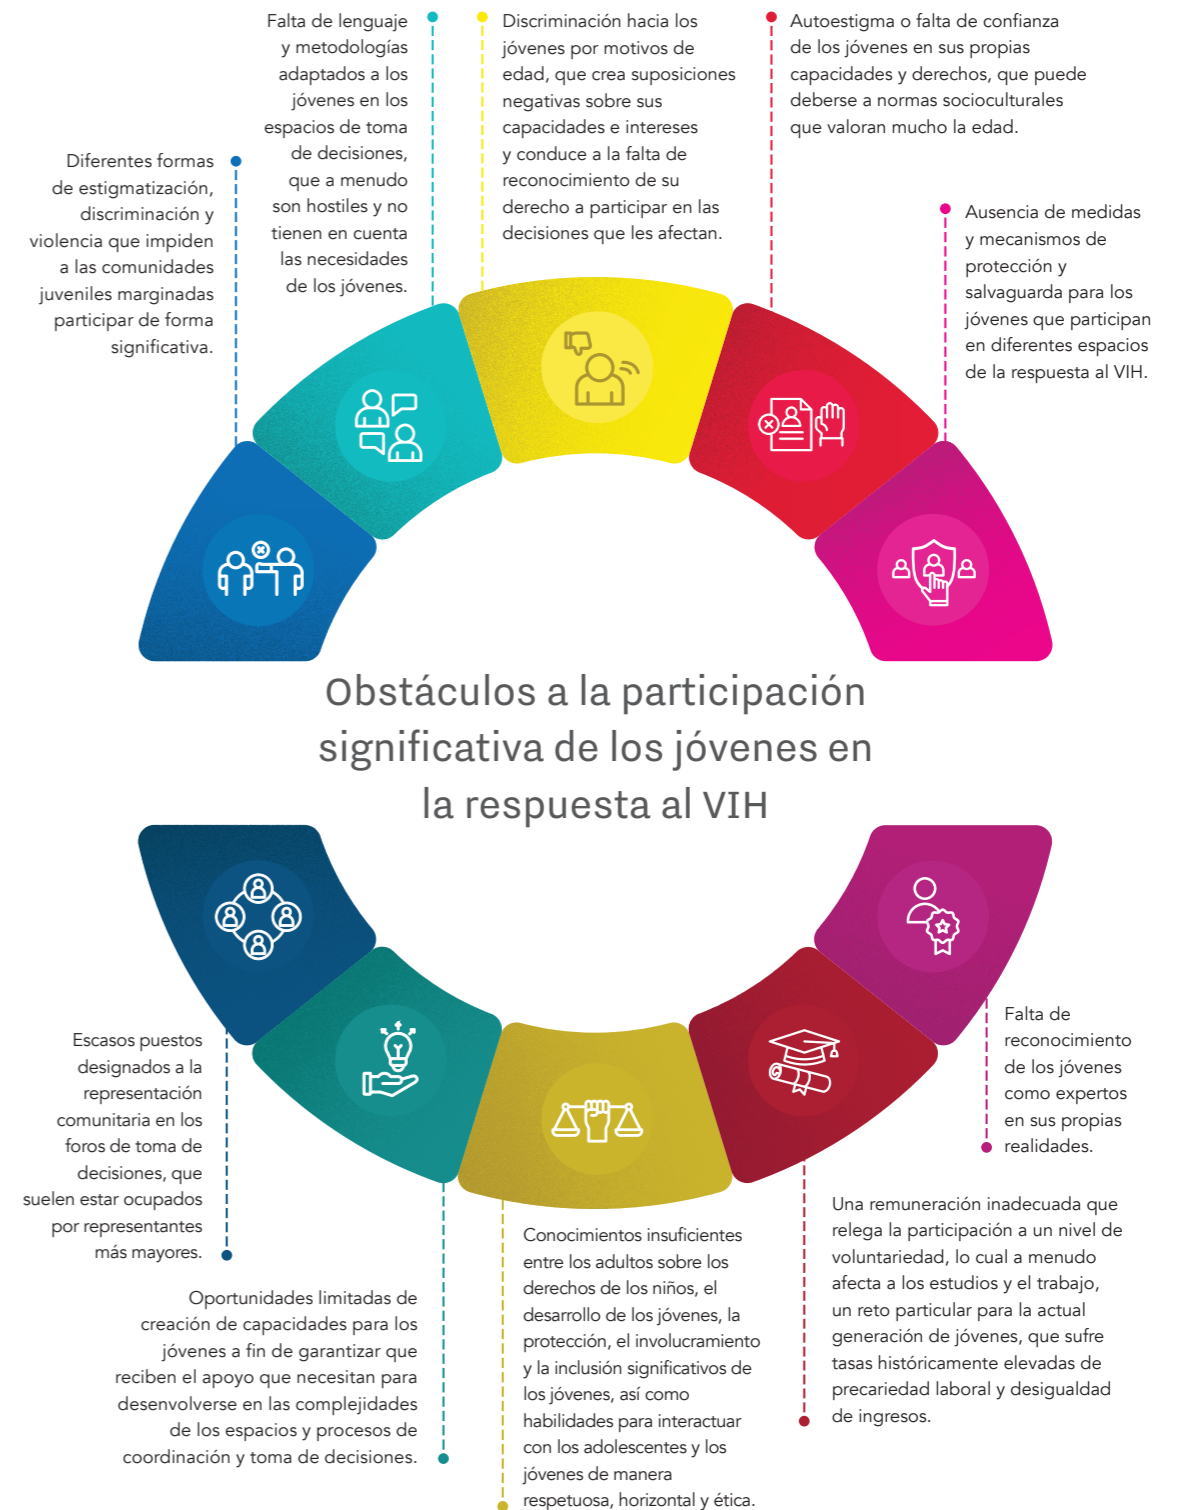 Falta de lenguaje
y metodologías
adaptados a los
jóvenes en los
espacios de toma
de decisiones,
que a menudo
son hostiles y no
tienen en cuenta
las necesidades
de los jóvenes.
Discriminación hacia los
jóvenes por motivos de
edad, que crea suposiciones
negativas sobre sus
capacidades e intereses
y conduce a la falta de
reconocimiento de su
derecho a participar en las
decisiones que les afectan.
Autoestigma o falta de confianza
de los jóvenes en sus propias
capacidades y derechos, que puede
deberse a normas socioculturales
que valoran mucho la edad.
Diferentes formas
de estigmatización,
discriminación y
violencia que impiden
a las comunidades
juveniles marginadas
participar de forma
significativa.
Ausencia de medidas
y mecanismos de
protección y
salvaguarda para los
jóvenes que participan
en diferentes espacios
de la respuesta al VIH.
Obstáculos a la participación
significativa de los jóvenes en
la respuesta al VIH
Escasos puestos
designados a la
representación
comunitaria en los
foros de toma de
decisiones, que
suelen estar ocupados
por representantes
más mayores.
Oportunidades limitadas de
creación de capacidades para los
jóvenes a fin de garantizar que
reciben el apoyo que necesitan para
desenvolverse en las complejidades
de los espacios y procesos de
coordinación y toma de decisiones.
Conocimientos insuficientes
entre los adultos sobre los
derechos de los niños, el
desarrollo de los jóvenes, la
protección, el involucramiento
y la inclusión significativos de
los jóvenes, así como
habilidades para interactuar
con los adolescentes y los
jóvenes de manera
respetuosa, horizontal y ética.
Una remuneración inadecuada que
relega la participación a un nivel de
voluntariedad, lo cual a menudo
afecta a los estudios y el trabajo,
un reto particular para la actual
generación de jóvenes, que sufre
tasas históricamente elevadas de
precariedad laboral y desigualdad
de ingresos.
Falta de
reconocimiento
de los jóvenes
como expertos
en sus propias
realidades.